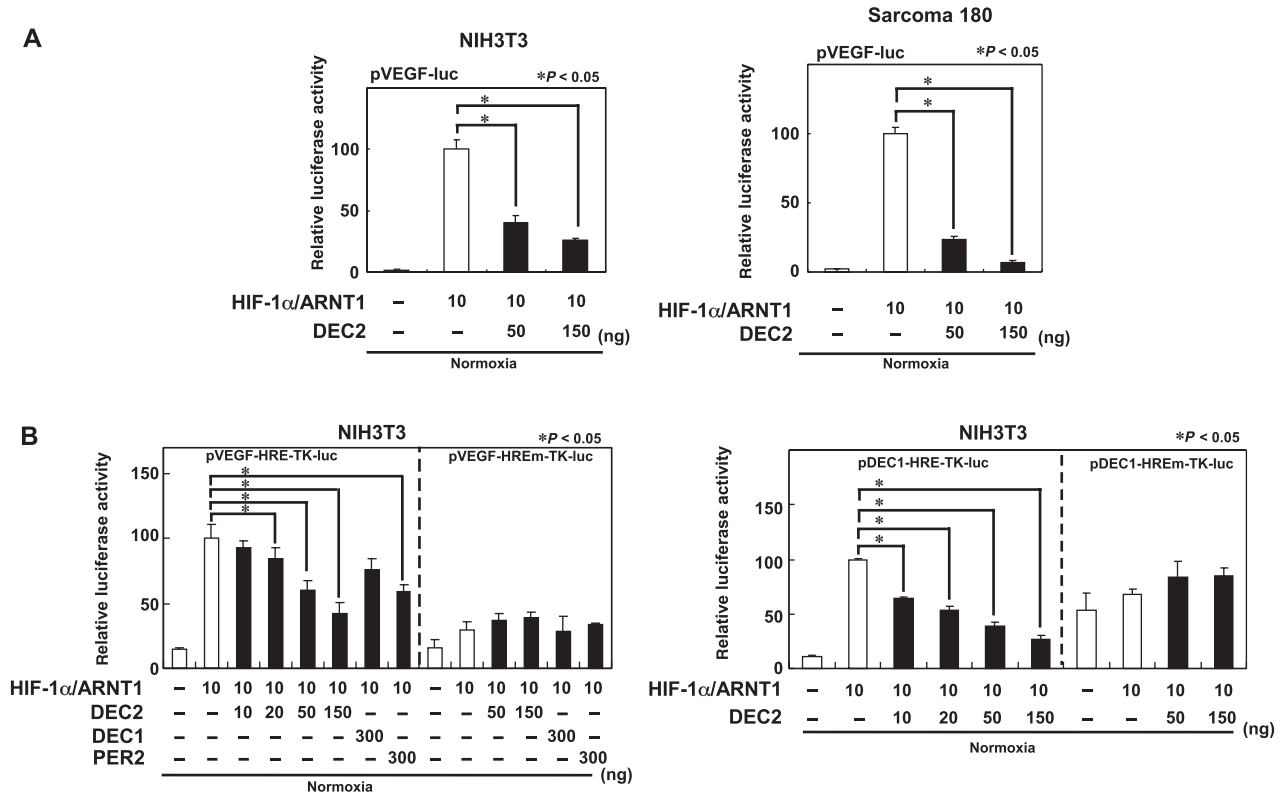 A
NIH3T3
pVEGF-luc
*P < 0.05
Relative luciferase activity
100
50
0
HIF-1α/ARNT1 – 10 10 10
DEC2 – – 50 150 (ng)
Normoxia
Sarcoma 180
pVEGF-luc
*P < 0.05
Relative luciferase activity
100
50
0
*
*
*
*
HIF-1α/ARNT1 – 10 10 10
DEC2 – – 50 150 (ng)
Normoxia
B
NIH3T3
*P < 0.05
pVEGF-HRE-TK-luc
pVEGF-HREm-TK-luc
Relative luciferase activity
150
100
50
0
*
*
*
*
HIF-1α/ARNT1 – 10 10 10 10 10 10 10 – 10 10 10 10 10
DEC2 – – 10 20 50 150 – – – – 50 150 – –
DEC1 – – – – – – 300 – – – – – 300 –
PER2 – – – – – – – 300 – – – – – 300
(ng)
Normoxia
NIH3T3
*P < 0.05
pDEC1-HRE-TK-luc
pDEC1-HREm-TK-luc
Relative luciferase activity
150
100
50
0
*
*
*
*
HIF-1α/ARNT1 – 10 10 10 10 10 – 10 10 10
DEC2 – – 10 20 50 150 – – 50 150
(ng)
Normoxia